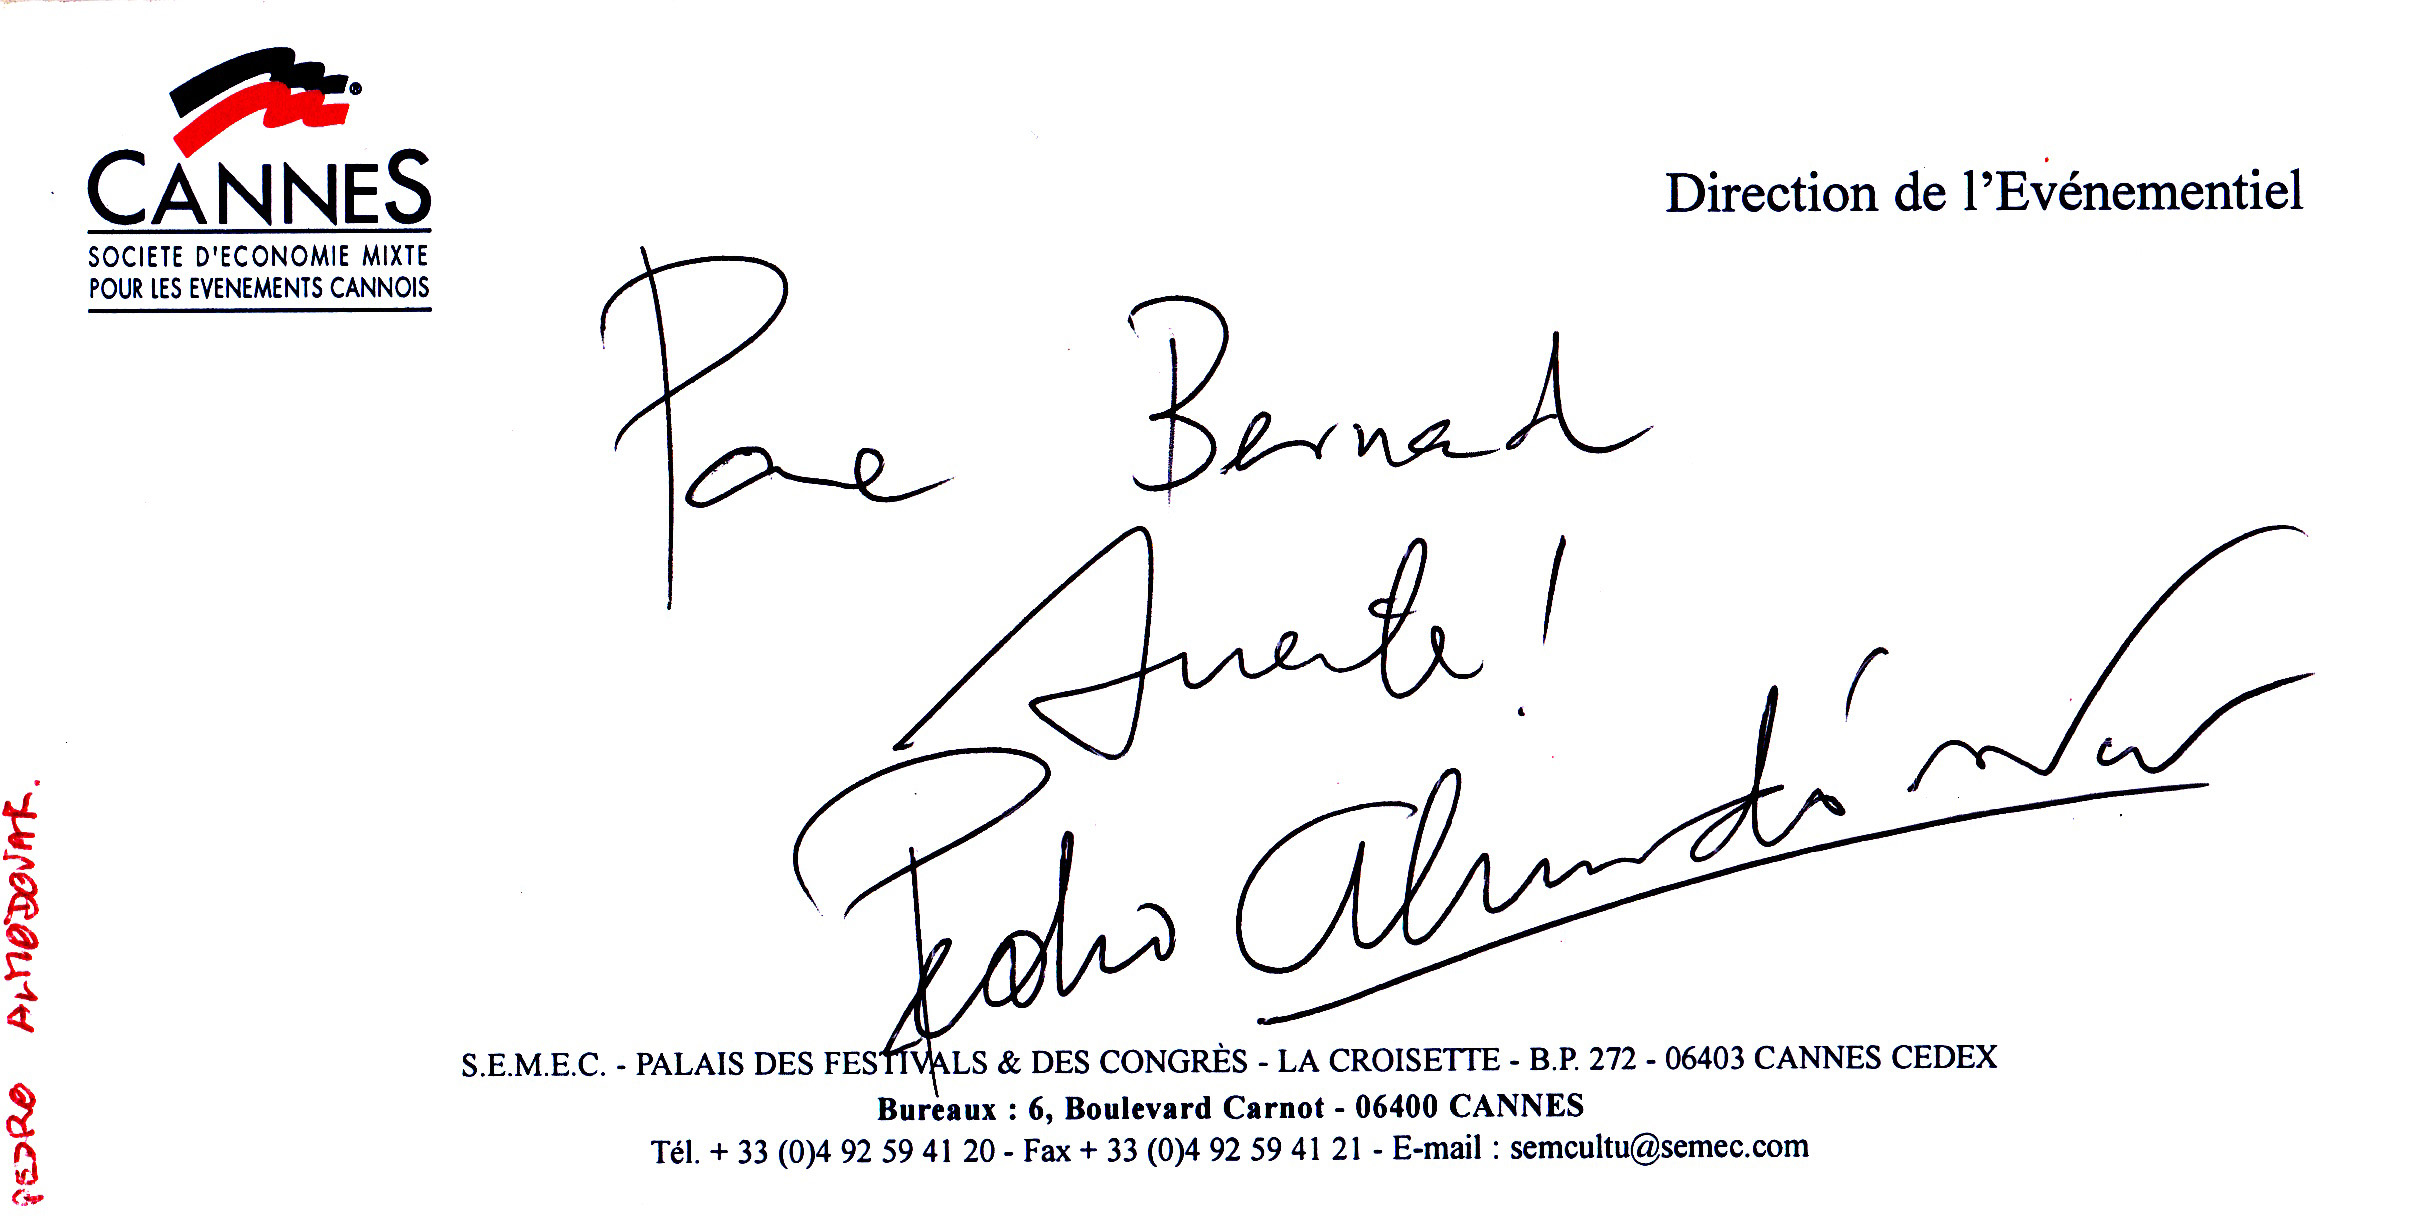 CANNES®
SOCIETE D'ECONOMIE MIXTE
POUR LES EVENEMENTS CANNOIS
Direction de l'Evénementiel
Para Bernard
Suerte!
Pedro Almodóvar
PEDRO ALMODOVAR.
S.E.M.E.C. - PALAIS DES FESTIVALS & DES CONGRÈS - LA CROISETTE - B.P. 272 - 06403 CANNES CEDEX
Bureaux : 6, Boulevard Carnot - 06400 CANNES
Tél. + 33 (0)4 92 59 41 20 - Fax + 33 (0)4 92 59 41 21 - E-mail : semcultu@semec.com